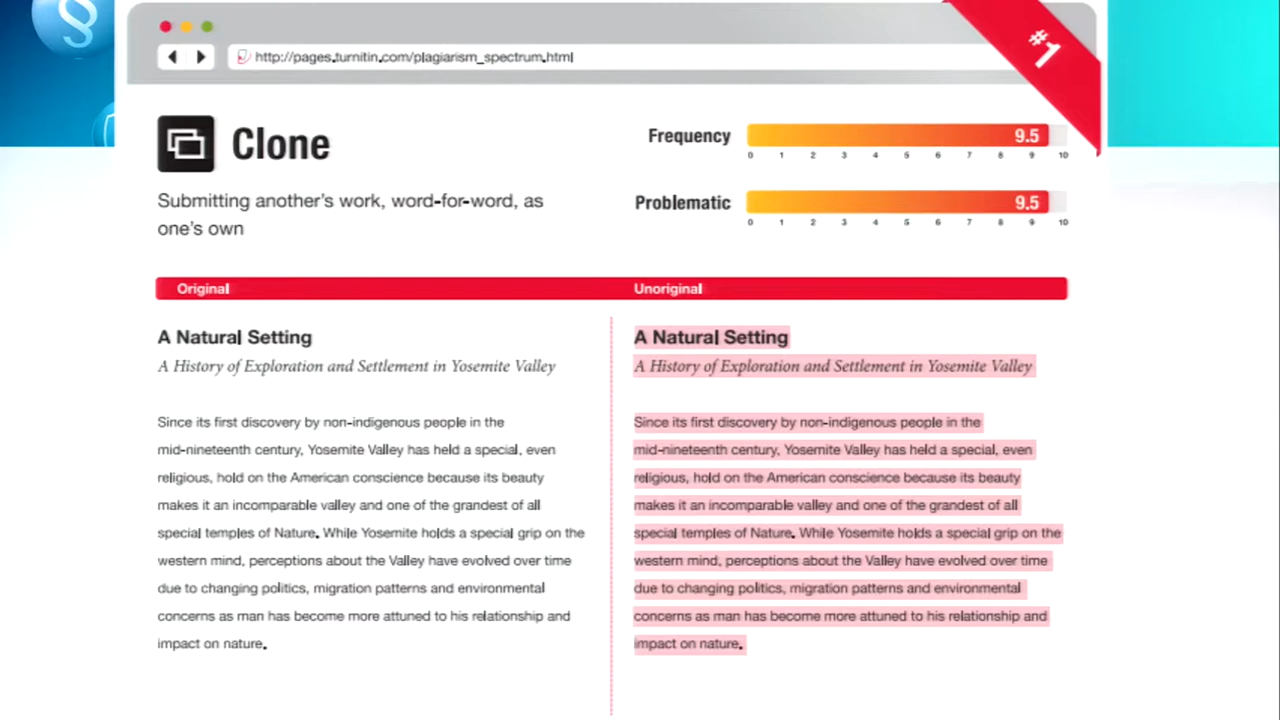 §
http://pages.turnitin.com/plagiarism_spectrum.html
#1
Clone
Submitting another's work, word-for-word, as
one's own
Frequency
9.5
0 1 2 3 4 5 6 7 8 9 10
Problematic
9.5
0 1 2 3 4 5 6 7 8 9 10
Original
Unoriginal
A Natural Setting
A History of Exploration and Settlement in Yosemite Valley
Since its first discovery by non-indigenous people in the
mid-nineteenth century, Yosemite Valley has held a special, even
religious, hold on the American conscience because its beauty
makes it an incomparable valley and one of the grandest of all
special temples of Nature. While Yosemite holds a special grip on the
western mind, perceptions about the Valley have evolved over time
due to changing politics, migration patterns and environmental
concerns as man has become more attuned to his relationship and
impact on nature.
A Natural Setting
A History of Exploration and Settlement in Yosemite Valley
Since its first discovery by non-indigenous people in the
mid-nineteenth century, Yosemite Valley has held a special, even
religious, hold on the American conscience because its beauty
makes it an incomparable valley and one of the grandest of all
special temples of Nature. While Yosemite holds a special grip on the
western mind, perceptions about the Valley have evolved over time
due to changing politics, migration patterns and environmental
concerns as man has become more attuned to his relationship and
impact on nature.